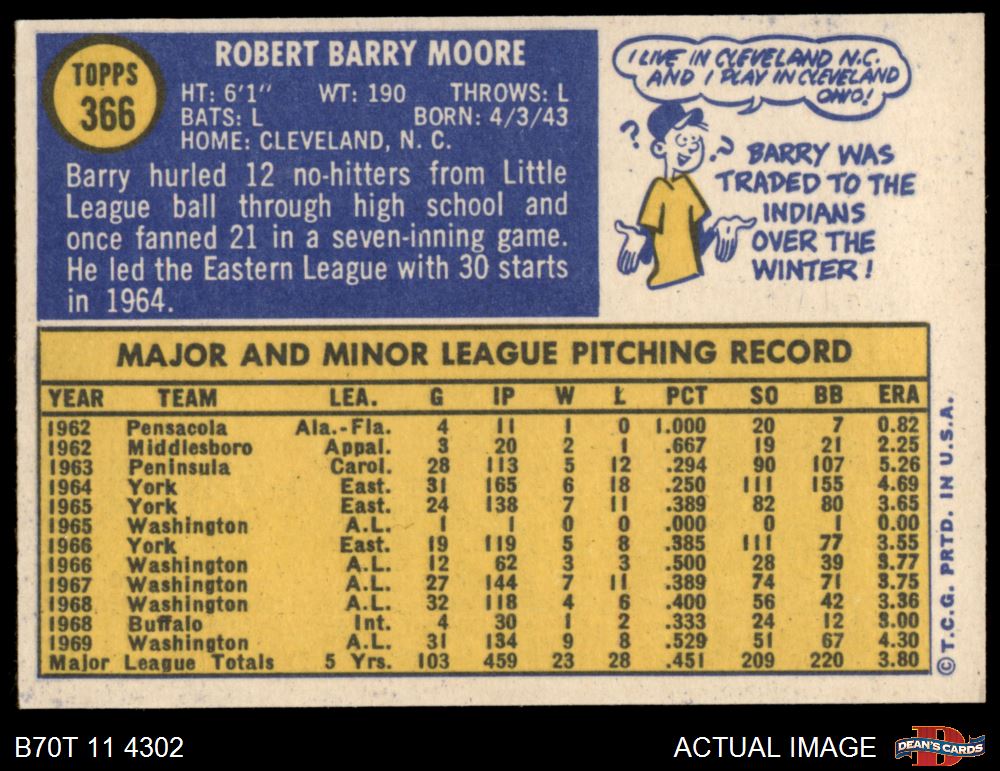 TOPPS
366
ROBERT BARRY MOORE
HT: 6'1" WT: 190 THROWS: L
BATS: L BORN: 4/3/43
HOME: CLEVELAND, N. C.
Barry hurled 12 no-hitters from Little
League ball through high school and
once fanned 21 in a seven-inning game.
He led the Eastern League with 30 starts
in 1964.
I LIVE IN CLEVELAND N.C.
AND I PLAY IN CLEVELAND
OHIO!
? ?
BARRY WAS
TRADED TO THE
INDIANS
OVER THE
WINTER!
MAJOR AND MINOR LEAGUE PITCHING RECORD
YEAR TEAM LEA. G IP W L PCT SO BB ERA
1962 Pensacola Ala.-Fla. 4 11 1 0 1.000 20 7 0.82
1962 Middlesboro Appal. 3 20 2 1 .667 19 21 2.25
1963 Peninsula Carol. 28 113 5 12 .294 90 107 5.26
1964 York East. 31 165 6 18 .250 111 155 4.69
1965 York East. 24 138 7 11 .389 82 80 3.65
1965 Washington A.L. 1 1 0 0 .000 0 1 0.00
1966 York East. 19 119 5 8 .385 111 77 3.55
1966 Washington A.L. 12 62 3 3 .500 28 39 3.77
1967 Washington A.L. 27 144 7 11 .389 74 71 3.75
1968 Washington A.L. 32 118 4 6 .400 56 42 3.36
1968 Buffalo Int. 4 30 1 2 .333 24 12 3.00
1969 Washington A.L. 31 134 9 8 .529 51 67 4.30
Major League Totals 5 Yrs. 103 459 23 28 .451 209 220 3.80
© T.C.G. PRTD. IN U.S.A.
B70T 11 4302
ACTUAL IMAGE
D
DEAN'S CARDS